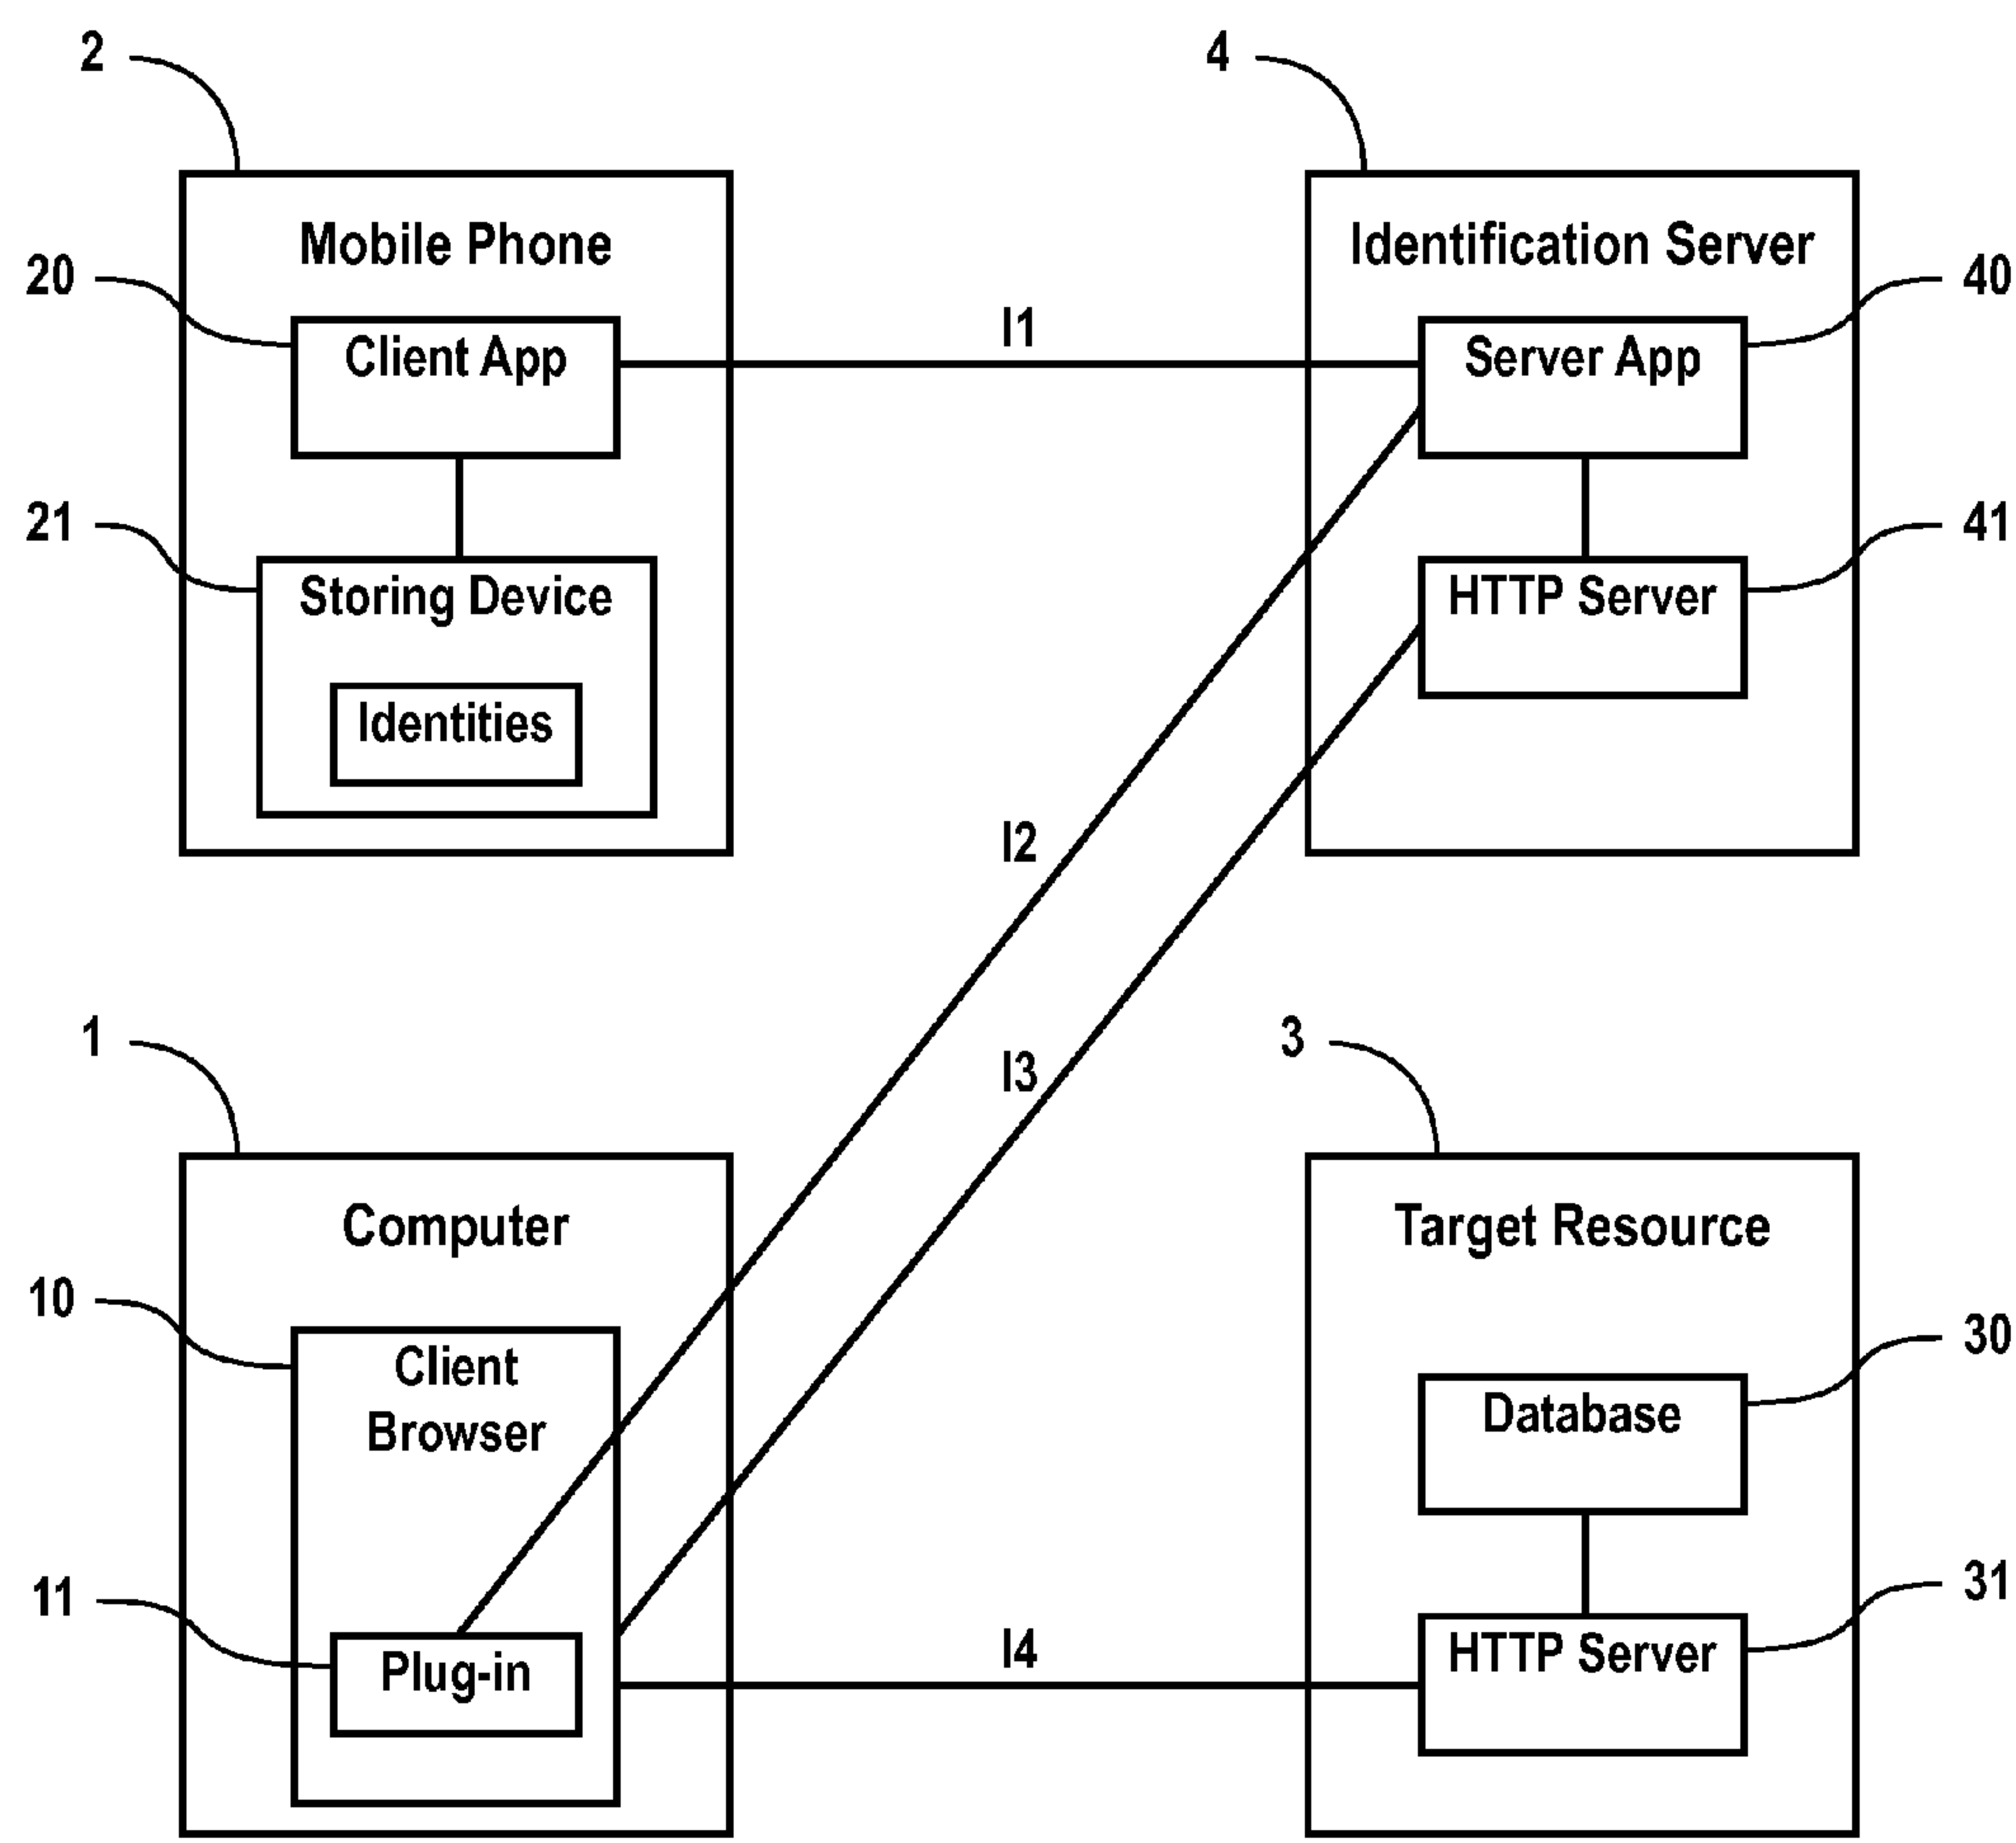 2
4
Mobile Phone
Identification Server
20
40
Client App
I1
Server App
21
41
Storing Device
HTTP Server
Identities
I2
1
3
I3
Computer
Target Resource
10
30
Client
Browser
Database
11
31
Plug-in
I4
HTTP Server